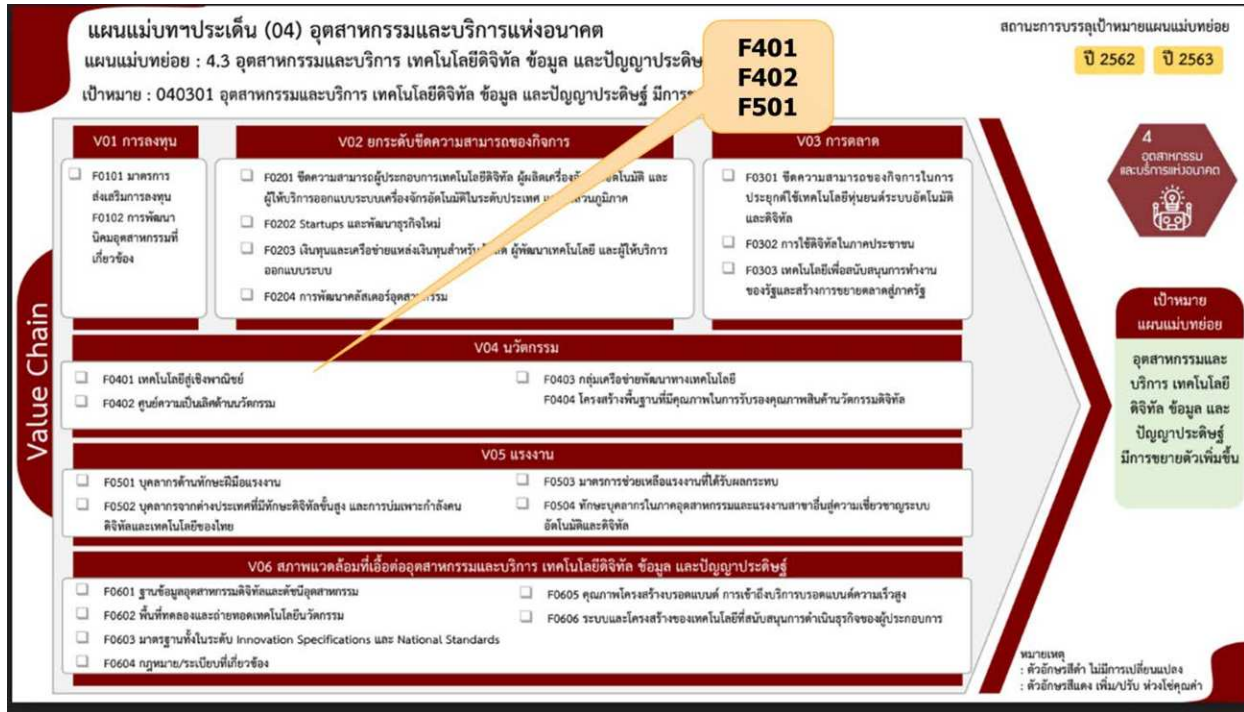 แผนแม่บทฯประเด็น (04) อุตสาหกรรมและบริการแห่งอนาคต
แผนแม่บทย่อย : 4.3 อุตสาหกรรมและบริการ เทคโนโลยีดิจิทัล ข้อมูล และปัญญาประดิษ
เป้าหมาย : 040301 อุตสาหกรรมและบริการ เทคโนโลยีดิจิทัล ข้อมูล และปัญญาประดิษฐ์ มีการข
F401
F402
F501
สถานะการบรรลุเป้าหมายแผนแม่บทย่อย
ปี 2562 ปี 2563
Value Chain
V01 การลงทุน
F0101 มาตรการ
ส่งเสริมการลงทุน
F0102 การพัฒนา
นิคมอุตสาหกรรมที่
เกี่ยวข้อง
V02 ยกระดับขีดความสามารถของกิจการ
F0201 ขีดความสามารถผู้ประกอบการเทคโนโลยีดิจิทัล ผู้ผลิตเครื่องจักร อัตโนมัติ และ
ผู้ให้บริการออกแบบระบบเครื่องจักรอัตโนมัติในระดับประเทศ ส่วนภูมิภาค
F0202 Startups และพัฒนาธุรกิจใหม่
F0203 เงินทุนและเครือข่ายแหล่งเงินทุนสำหรับ ผู้พัฒนาเทคโนโลยี และผู้ให้บริการ
ออกแบบระบบ
F0204 การพัฒนาคลัสเตอร์อุตสาหกรรม
V03 การตลาด
F0301 ขีดความสามารถของกิจการในการ
ประยุกต์ใช้เทคโนโลยีหุ่นยนต์ระบบอัตโนมัติ
และดิจิทัล
F0302 การใช้ดิจิทัลในภาคประชาชน
F0303 เทคโนโลยีเพื่อสนับสนุนการทำงาน
ของรัฐและสร้างการขยายตลาดสู่ภาครัฐ
V04 นวัตกรรม
F0401 เทคโนโลยีสู่เชิงพาณิชย์
F0402 ศูนย์ความเป็นเลิศด้านนวัตกรรม
F0403 กลุ่มเครือข่ายพัฒนาทางเทคโนโลยี
F0404 โครงสร้างพื้นฐานที่มีคุณภาพในการรับรองคุณภาพสินค้านวัตกรรมดิจิทัล
V05 แรงงาน
F0501 บุคลากรด้านทักษะฝีมือแรงงาน
F0502 บุคลากรจากต่างประเทศที่มีทักษะดิจิทัลขั้นสูง และการบ่มเพาะกำลังคน
ดิจิทัลและเทคโนโลยีของไทย
F0503 มาตรการช่วยเหลือแรงงานที่ได้รับผลกระทบ
F0504 ทักษะบุคลากรในภาคอุตสาหกรรมและแรงงานสาขาอื่นสู่ความเชี่ยวชาญระบบ
อัตโนมัติและดิจิทัล
V06 สภาพแวดล้อมที่เอื้อต่ออุตสาหกรรมและบริการ เทคโนโลยีดิจิทัล ข้อมูล และปัญญาประดิษฐ์
F0601 ฐานข้อมูลอุตสาหกรรมดิจิทัลและดัชนีอุตสาหกรรม
F0602 พื้นที่ทดลองและถ่ายทอดเทคโนโลยีนวัตกรรม
F0603 มาตรฐานทั้งในระดับ Innovation Specifications และ National Standards
F0604 กฎหมาย/ระเบียบที่เกี่ยวข้อง
F0605 คุณภาพโครงสร้างบรอดแบนด์ การเข้าถึงบริการบรอดแบนด์ความเร็วสูง
F0606 ระบบและโครงสร้างของเทคโนโลยีที่สนับสนุนการดำเนินธุรกิจของผู้ประกอบการ
4
อุตสาหกรรม
และบริการแห่งอนาคต
เป้าหมาย
แผนแม่บทย่อย
อุตสาหกรรมและ
บริการ เทคโนโลยี
ดิจิทัล ข้อมูล และ
ปัญญาประดิษฐ์
มีการขยายตัวเพิ่มขึ้น
หมายเหตุ
: ตัวอักษรสีดำ ไม่มีการเปลี่ยนแปลง
: ตัวอักษรสีแดง เพิ่ม/ปรับ ห่วงโซ่คุณค่า